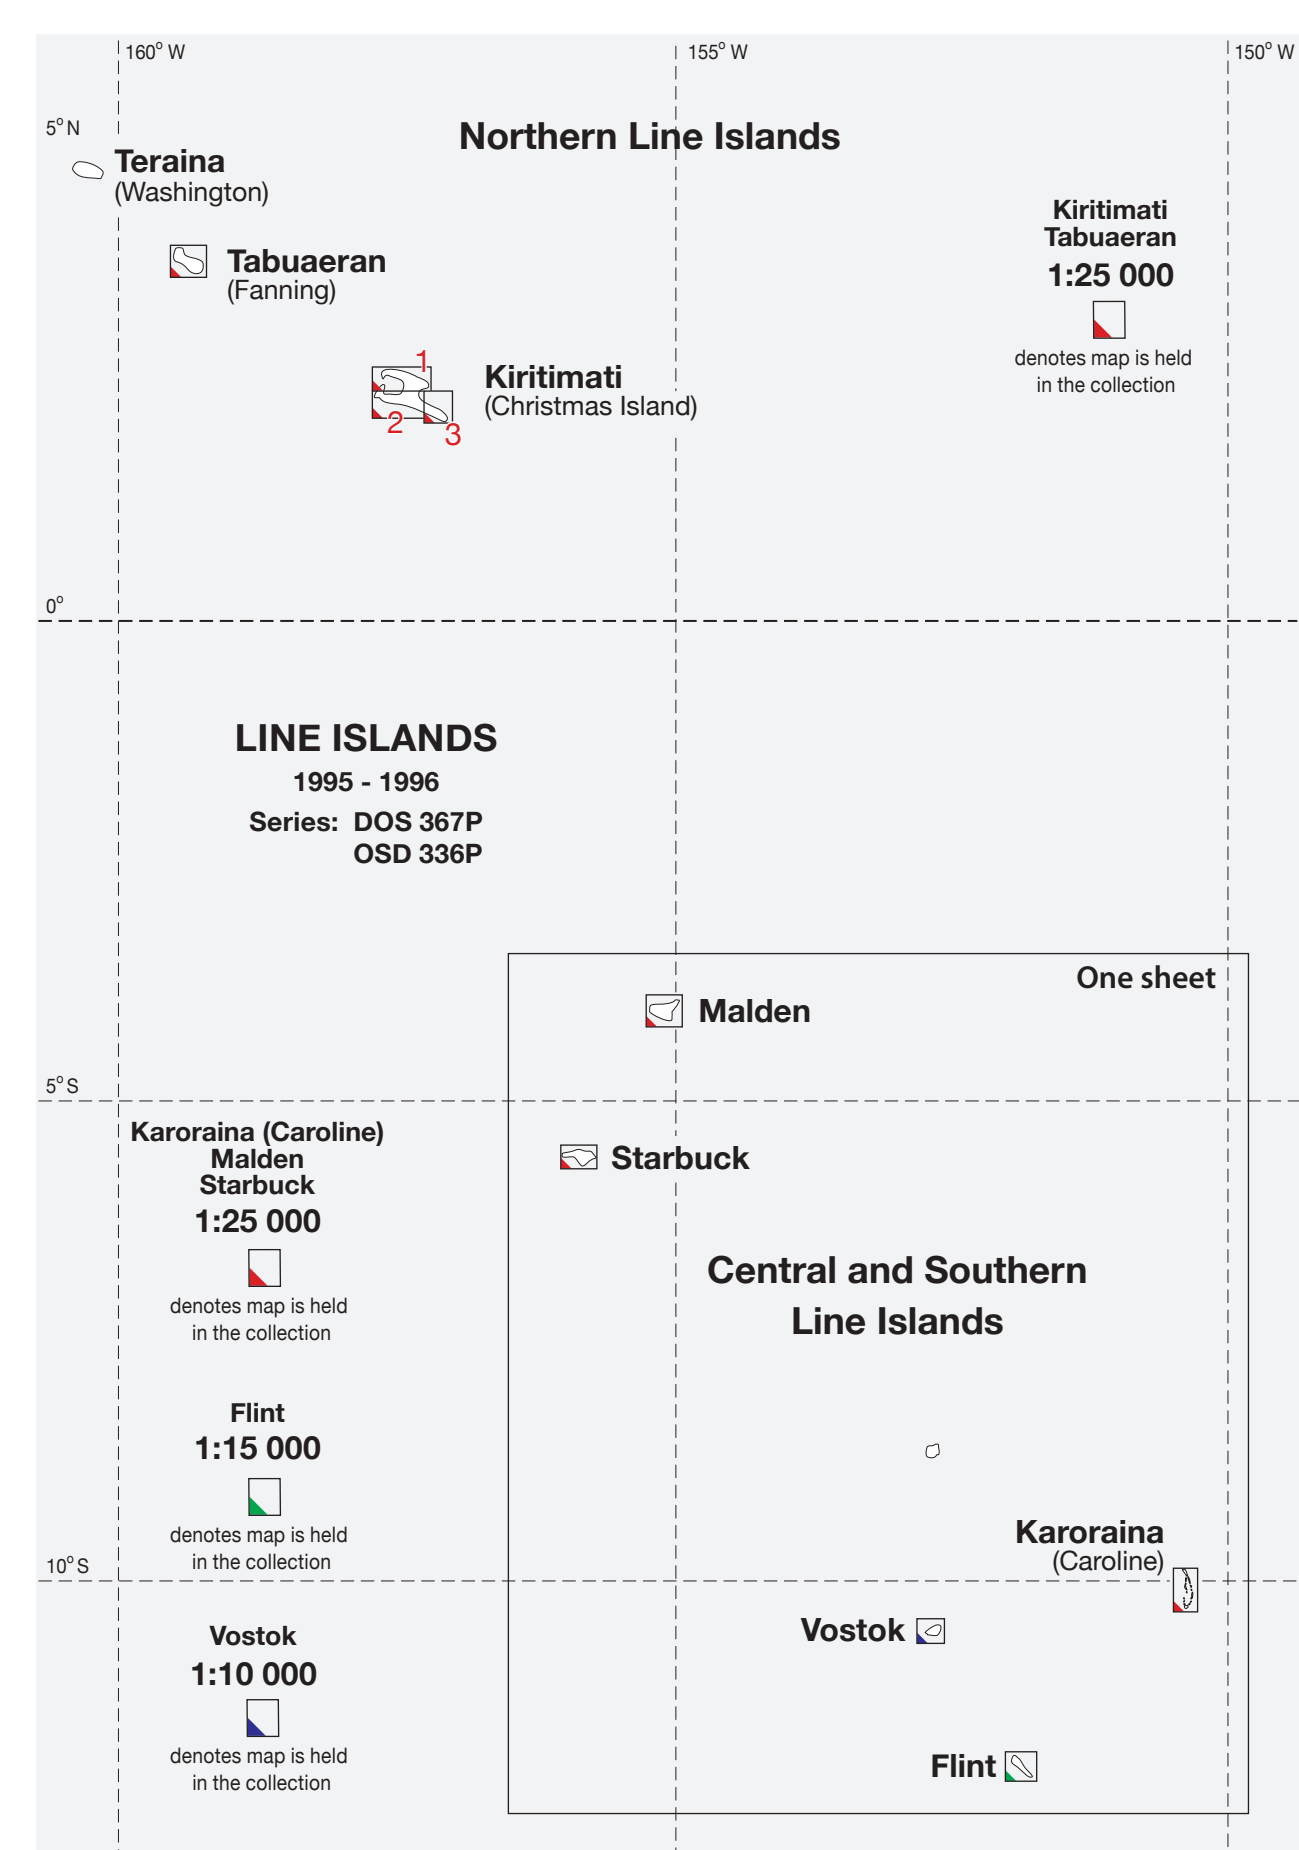 160° W
155° W
150° W
5° N
Northern Line Islands
Teraina
(Washington)
Kiritimati
Tabuaeran
1:25 000
denotes map is held
in the collection
Tabuaeran
(Fanning)
1
2
3
Kiritimati
(Christmas Island)
0°
LINE ISLANDS
1995 - 1996
Series: DOS 367P
OSD 336P
One sheet
Malden
5° S
Karoraina (Caroline)
Malden
Starbuck
1:25 000
denotes map is held
in the collection
Starbuck
Central and Southern
Line Islands
Flint
1:15 000
denotes map is held
in the collection
Karoraina
(Caroline)
10° S
Vostok
Vostok
1:10 000
denotes map is held
in the collection
Flint